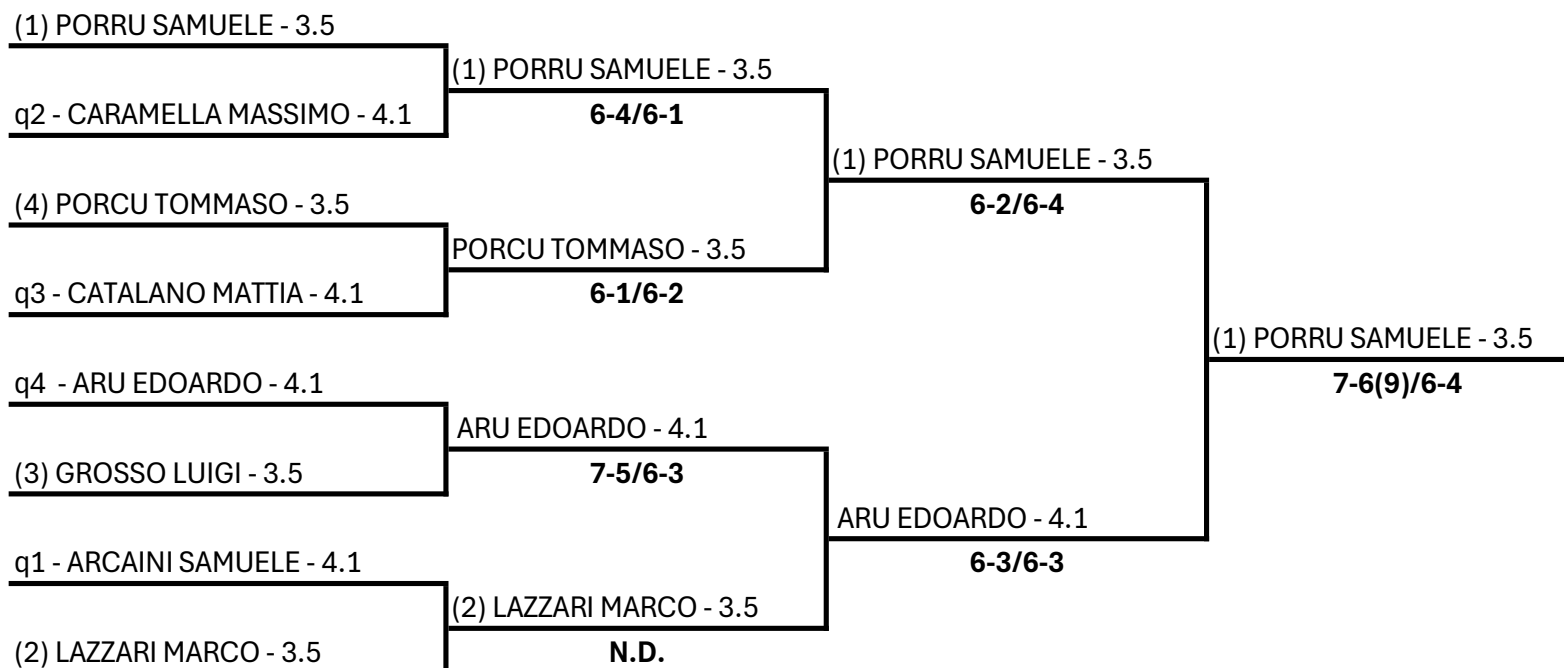 (1) PORRU SAMUELE - 3.5
(1) PORRU SAMUELE - 3.5
q2 - CARAMELLA MASSIMO - 4.1
6-4/6-1
(1) PORRU SAMUELE - 3.5
(4) PORCU TOMMASO - 3.5
6-2/6-4
PORCU TOMMASO - 3.5
q3 - CATALANO MATTIA - 4.1
6-1/6-2
(1) PORRU SAMUELE - 3.5
q4 - ARU EDOARDO - 4.1
7-6(9)/6-4
ARU EDOARDO - 4.1
(3) GROSSO LUIGI - 3.5
7-5/6-3
ARU EDOARDO - 4.1
q1 - ARCAINI SAMUELE - 4.1
6-3/6-3
(2) LAZZARI MARCO - 3.5
(2) LAZZARI MARCO - 3.5
N.D.